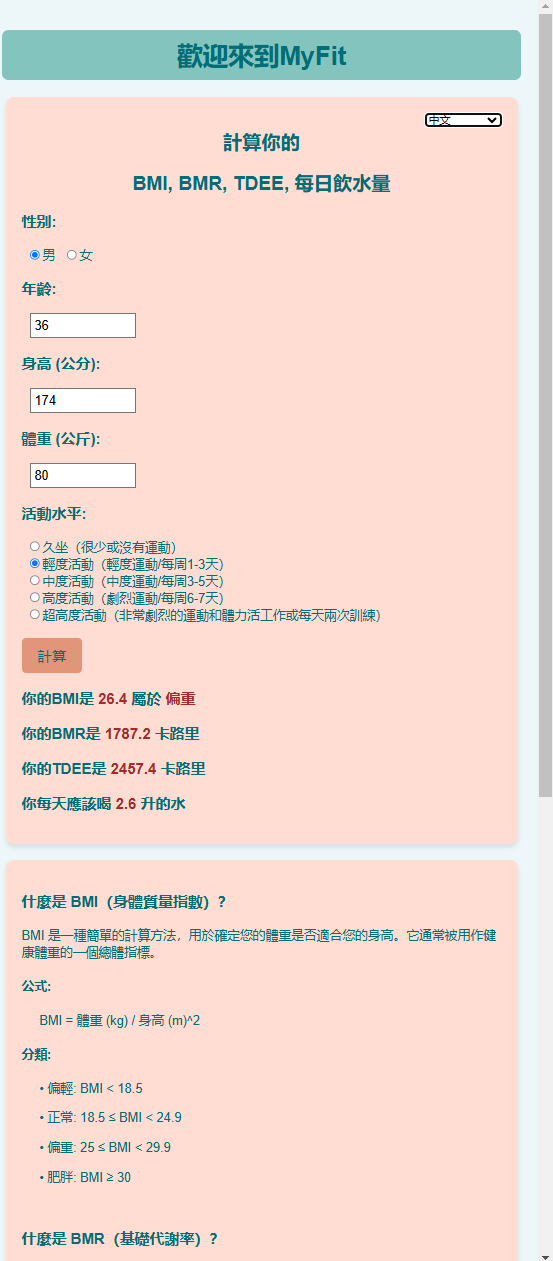 歡迎來到MyFit
中文
計算你的
BMI, BMR, TDEE, 每日飲水量
性别:
男 女
年齡:
36
身高 (公分):
174
體重 (公斤):
80
活動水平:
久坐（很少或沒有運動）
輕度活動（輕度運動/每周1-3天）
中度活動（中度運動/每周3-5天）
高度活動（劇烈運動/每周6-7天）
超高度活動（非常劇烈的運動和體力活工作或每天兩次訓練）
計算
你的BMI是 26.4 屬於 偏重
你的BMR是 1787.2 卡路里
你的TDEE是 2457.4 卡路里
你每天應該喝 2.6 升的水
什麼是 BMI（身體質量指數）?
BMI 是一種簡單的計算方法，用於確定您的體重是否適合您的身高。它通常被用作健
康體重的一個總體指標。
公式:
BMI = 體重 (kg) / 身高 (m)^2
分類:
• 偏輕: BMI < 18.5
• 正常: 18.5 ≤ BMI < 24.9
• 偏重: 25 ≤ BMI < 29.9
• 肥胖: BMI ≥ 30
什麼是 BMR（基礎代謝率）?